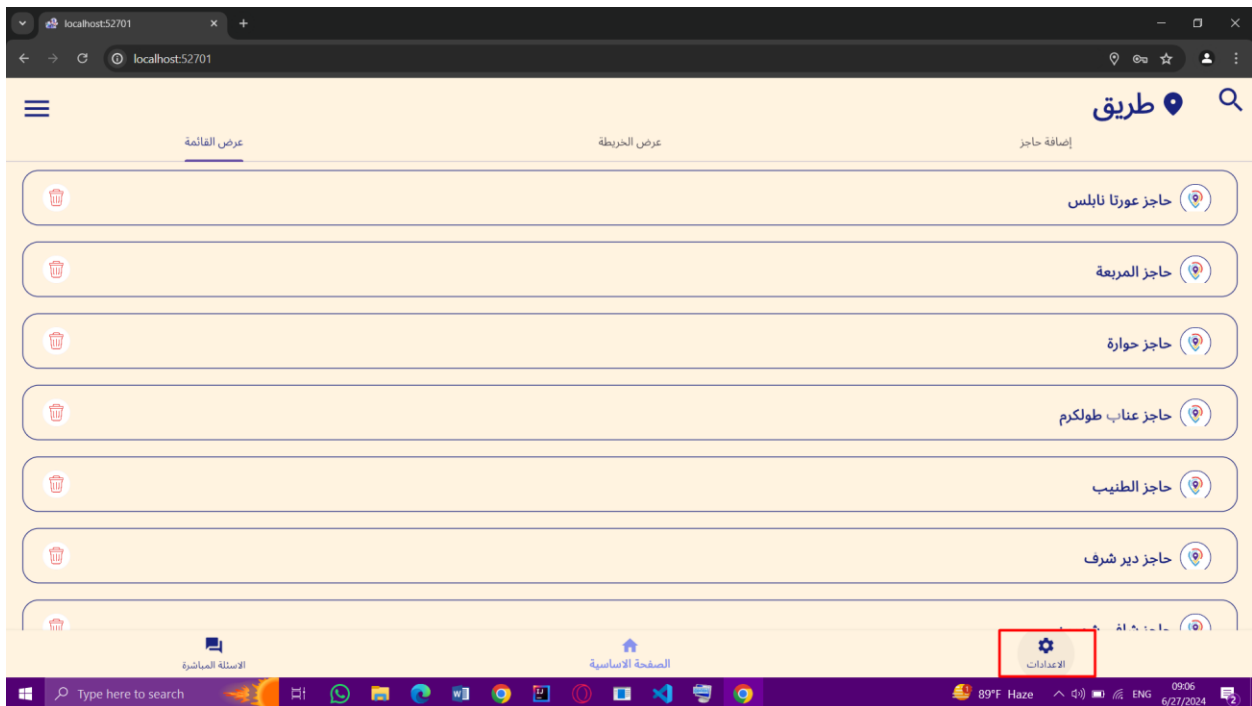 localhost:52701
localhost:52701
طريق
إضافة حاجز
عرض الخريطة
عرض القائمة
حاجز عورتا نابلس
حاجز المربعة
حاجز حوارة
حاجز عناب طولكرم
حاجز الطنيب
حاجز دير شرف
الاعدادات
الصفحة الاساسية
الاسئلة المباشرة
Type here to search
89°F Haze
ENG
09:06
6/27/2024
2